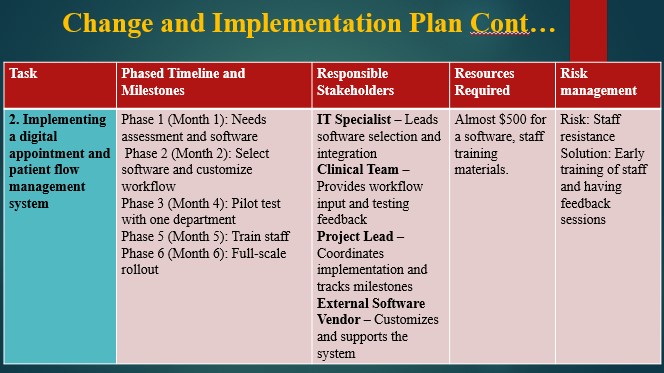 Change and Implementation Plan Cont…
Task
Phased Timeline and
Milestones
Responsible
Stakeholders
Resources
Required
Risk
management
2. Implementing
a digital
appointment and
patient flow
management
system
Phase 1 (Month 1): Needs
assessment and software
Phase 2 (Month 2): Select
software and customize
workflow
Phase 3 (Month 4): Pilot test
with one department
Phase 5 (Month 5): Train staff
Phase 6 (Month 6): Full-scale
rollout
IT Specialist – Leads
software selection and
integration
Clinical Team –
Provides workflow
input and testing
feedback
Project Lead –
Coordinates
implementation and
tracks milestones
External Software
Vendor – Customizes
and supports the
system
Almost $500 for
a software, staff
training
materials.
Risk: Staff
resistance
Solution: Early
training of staff
and having
feedback
sessions